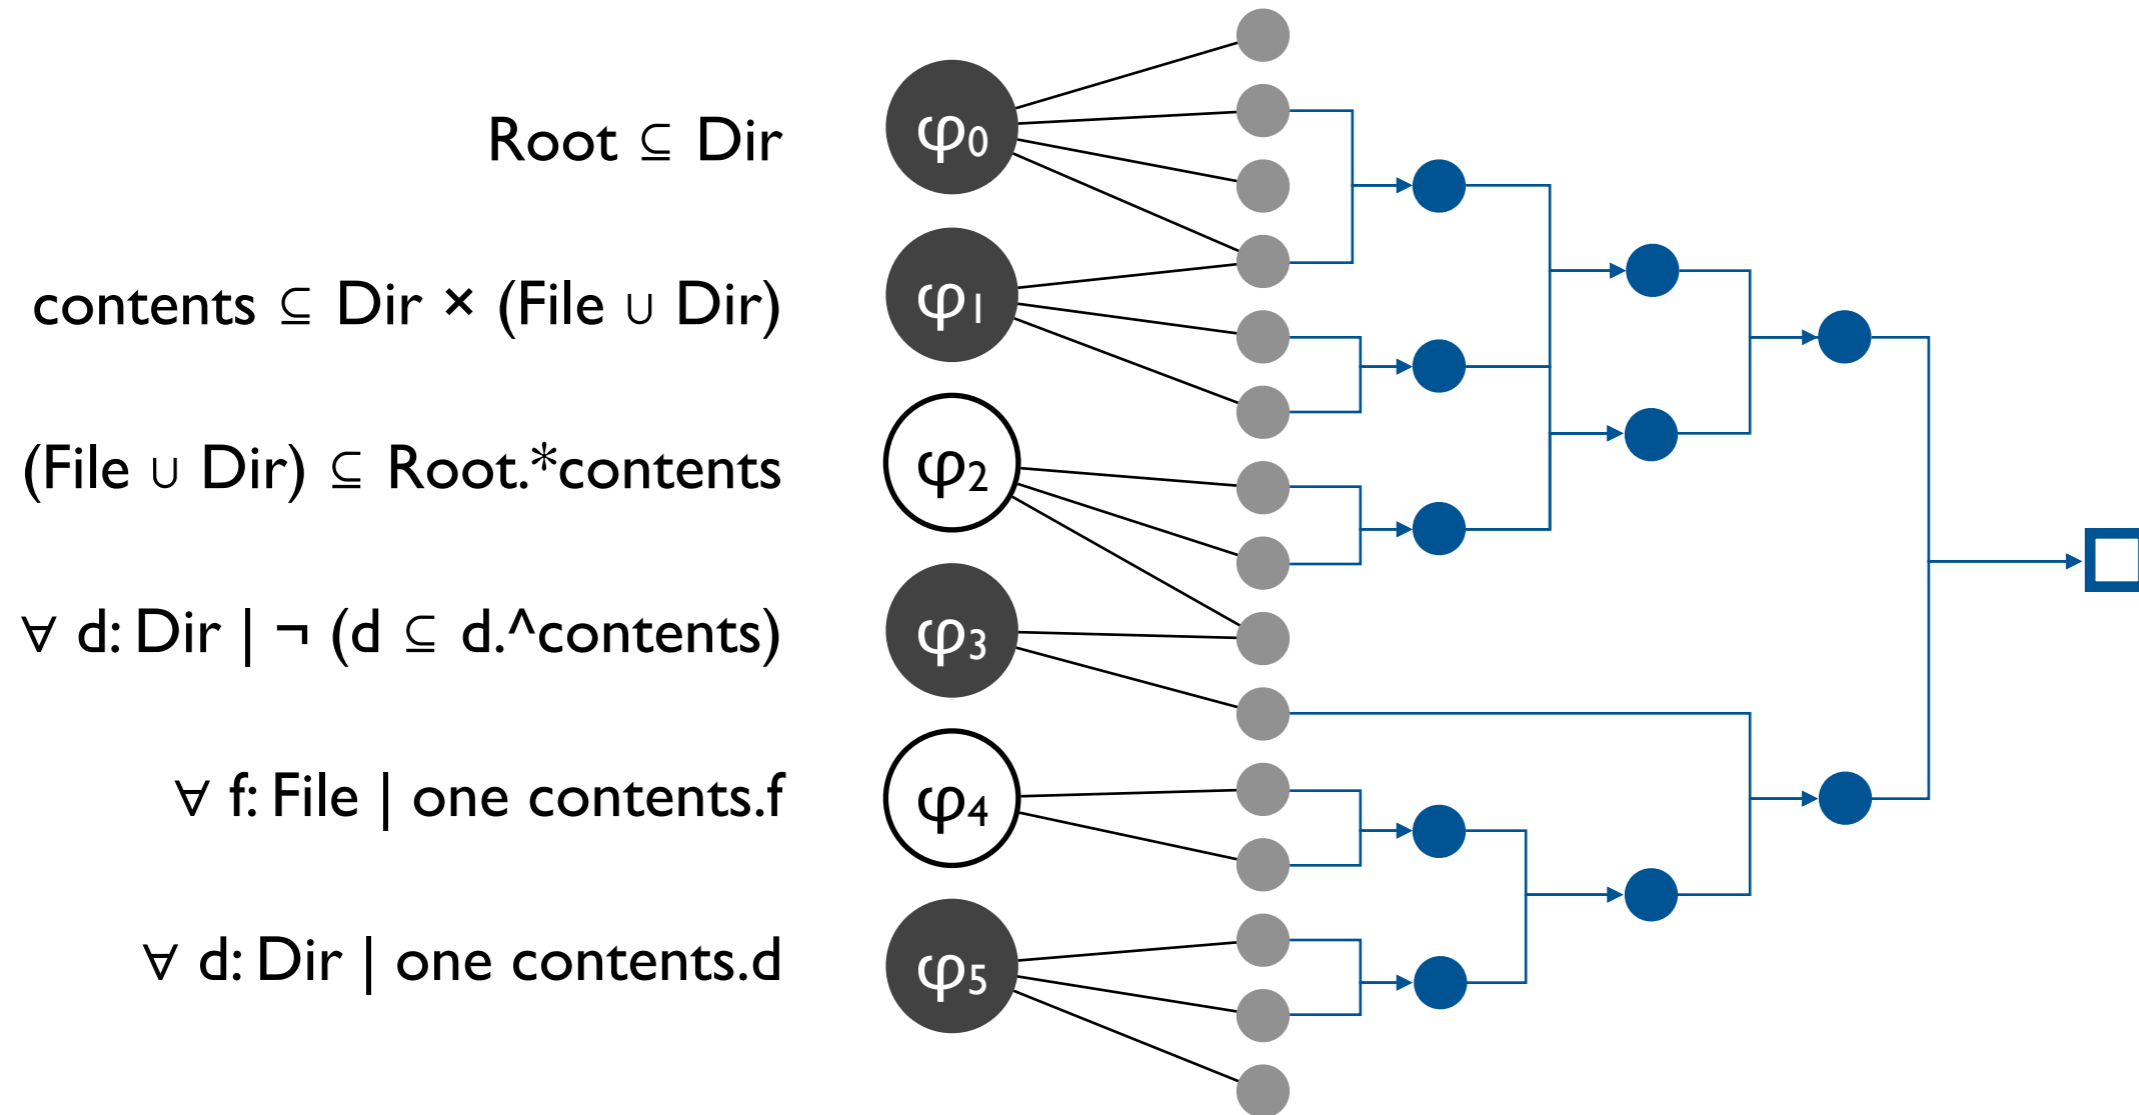 Root ⊆ Dir φ₀
contents ⊆ Dir × (File ∪ Dir) φ₁
(File ∪ Dir) ⊆ Root.*contents φ₂
∀ d: Dir | ¬ (d ⊆ d.^contents) φ₃
∀ f: File | one contents.f φ₄
∀ d: Dir | one contents.d φ₅